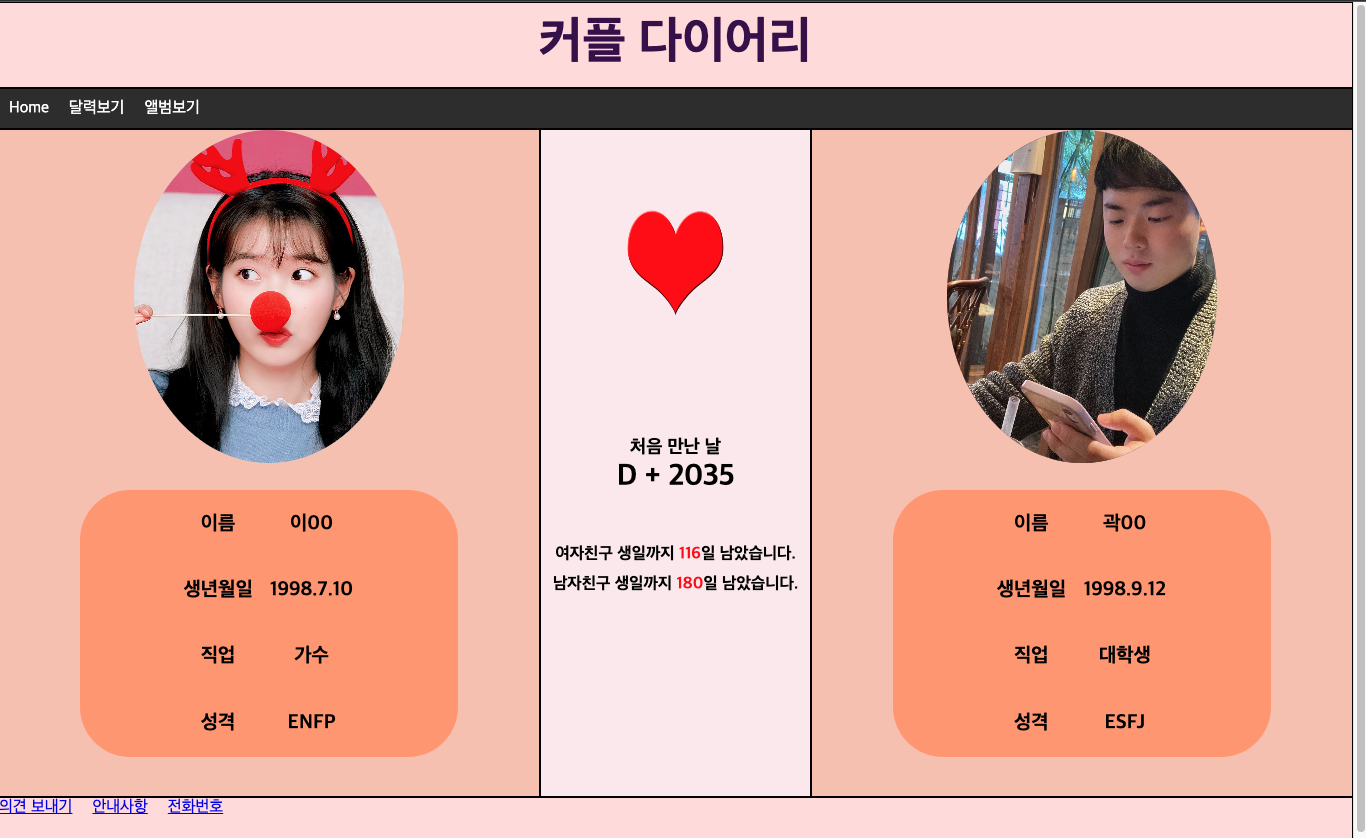 커플 다이어리
Home 달력보기 앨범보기
이름 이00
생년월일 1998.7.10
직업 가수
성격 ENFP
처음 만난 날
D + 2035
여자친구 생일까지 116일 남았습니다.
남자친구 생일까지 180일 남았습니다.
이름 곽00
생년월일 1998.9.12
직업 대학생
성격 ESFJ
의견 보내기 안내사항 전화번호